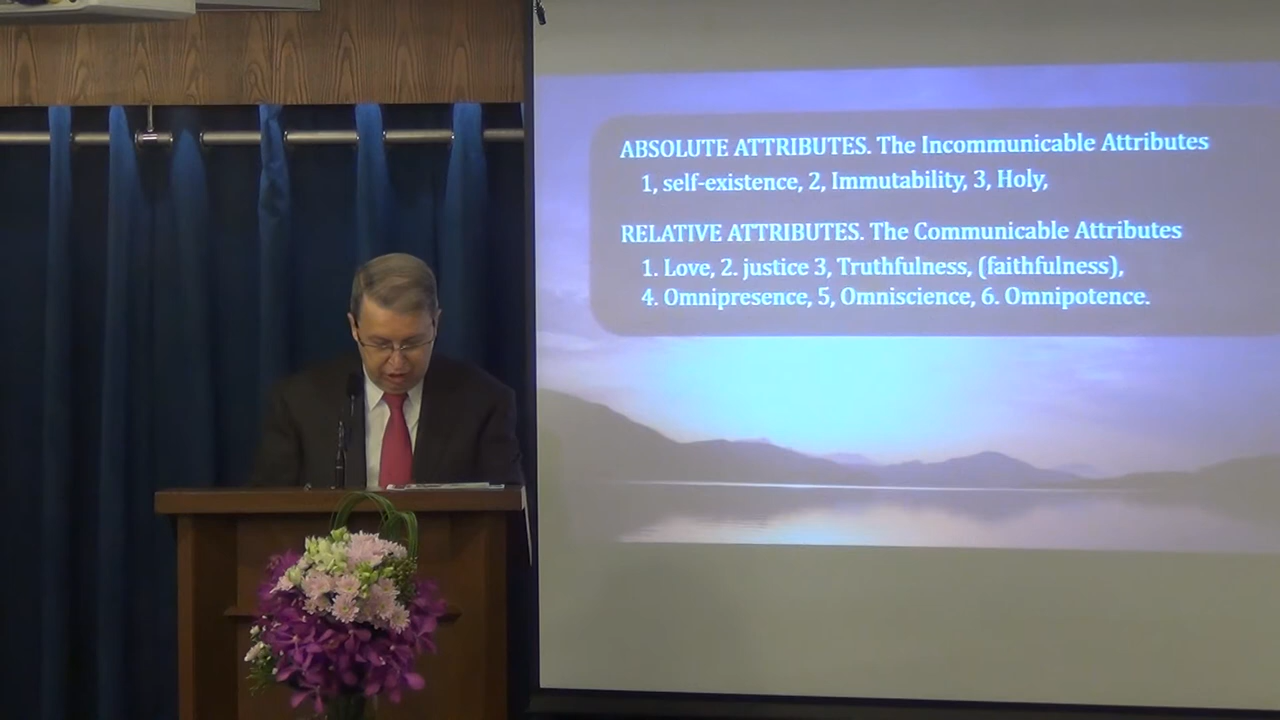 ABSOLUTE ATTRIBUTES. The Incommunicable Attributes
1, self-existence, 2, Immutability, 3, Holy,
RELATIVE ATTRIBUTES. The Communicable Attributes
1. Love, 2. justice 3, Truthfulness, (faithfulness),
4. Omnipresence, 5, Omniscience, 6. Omnipotence.